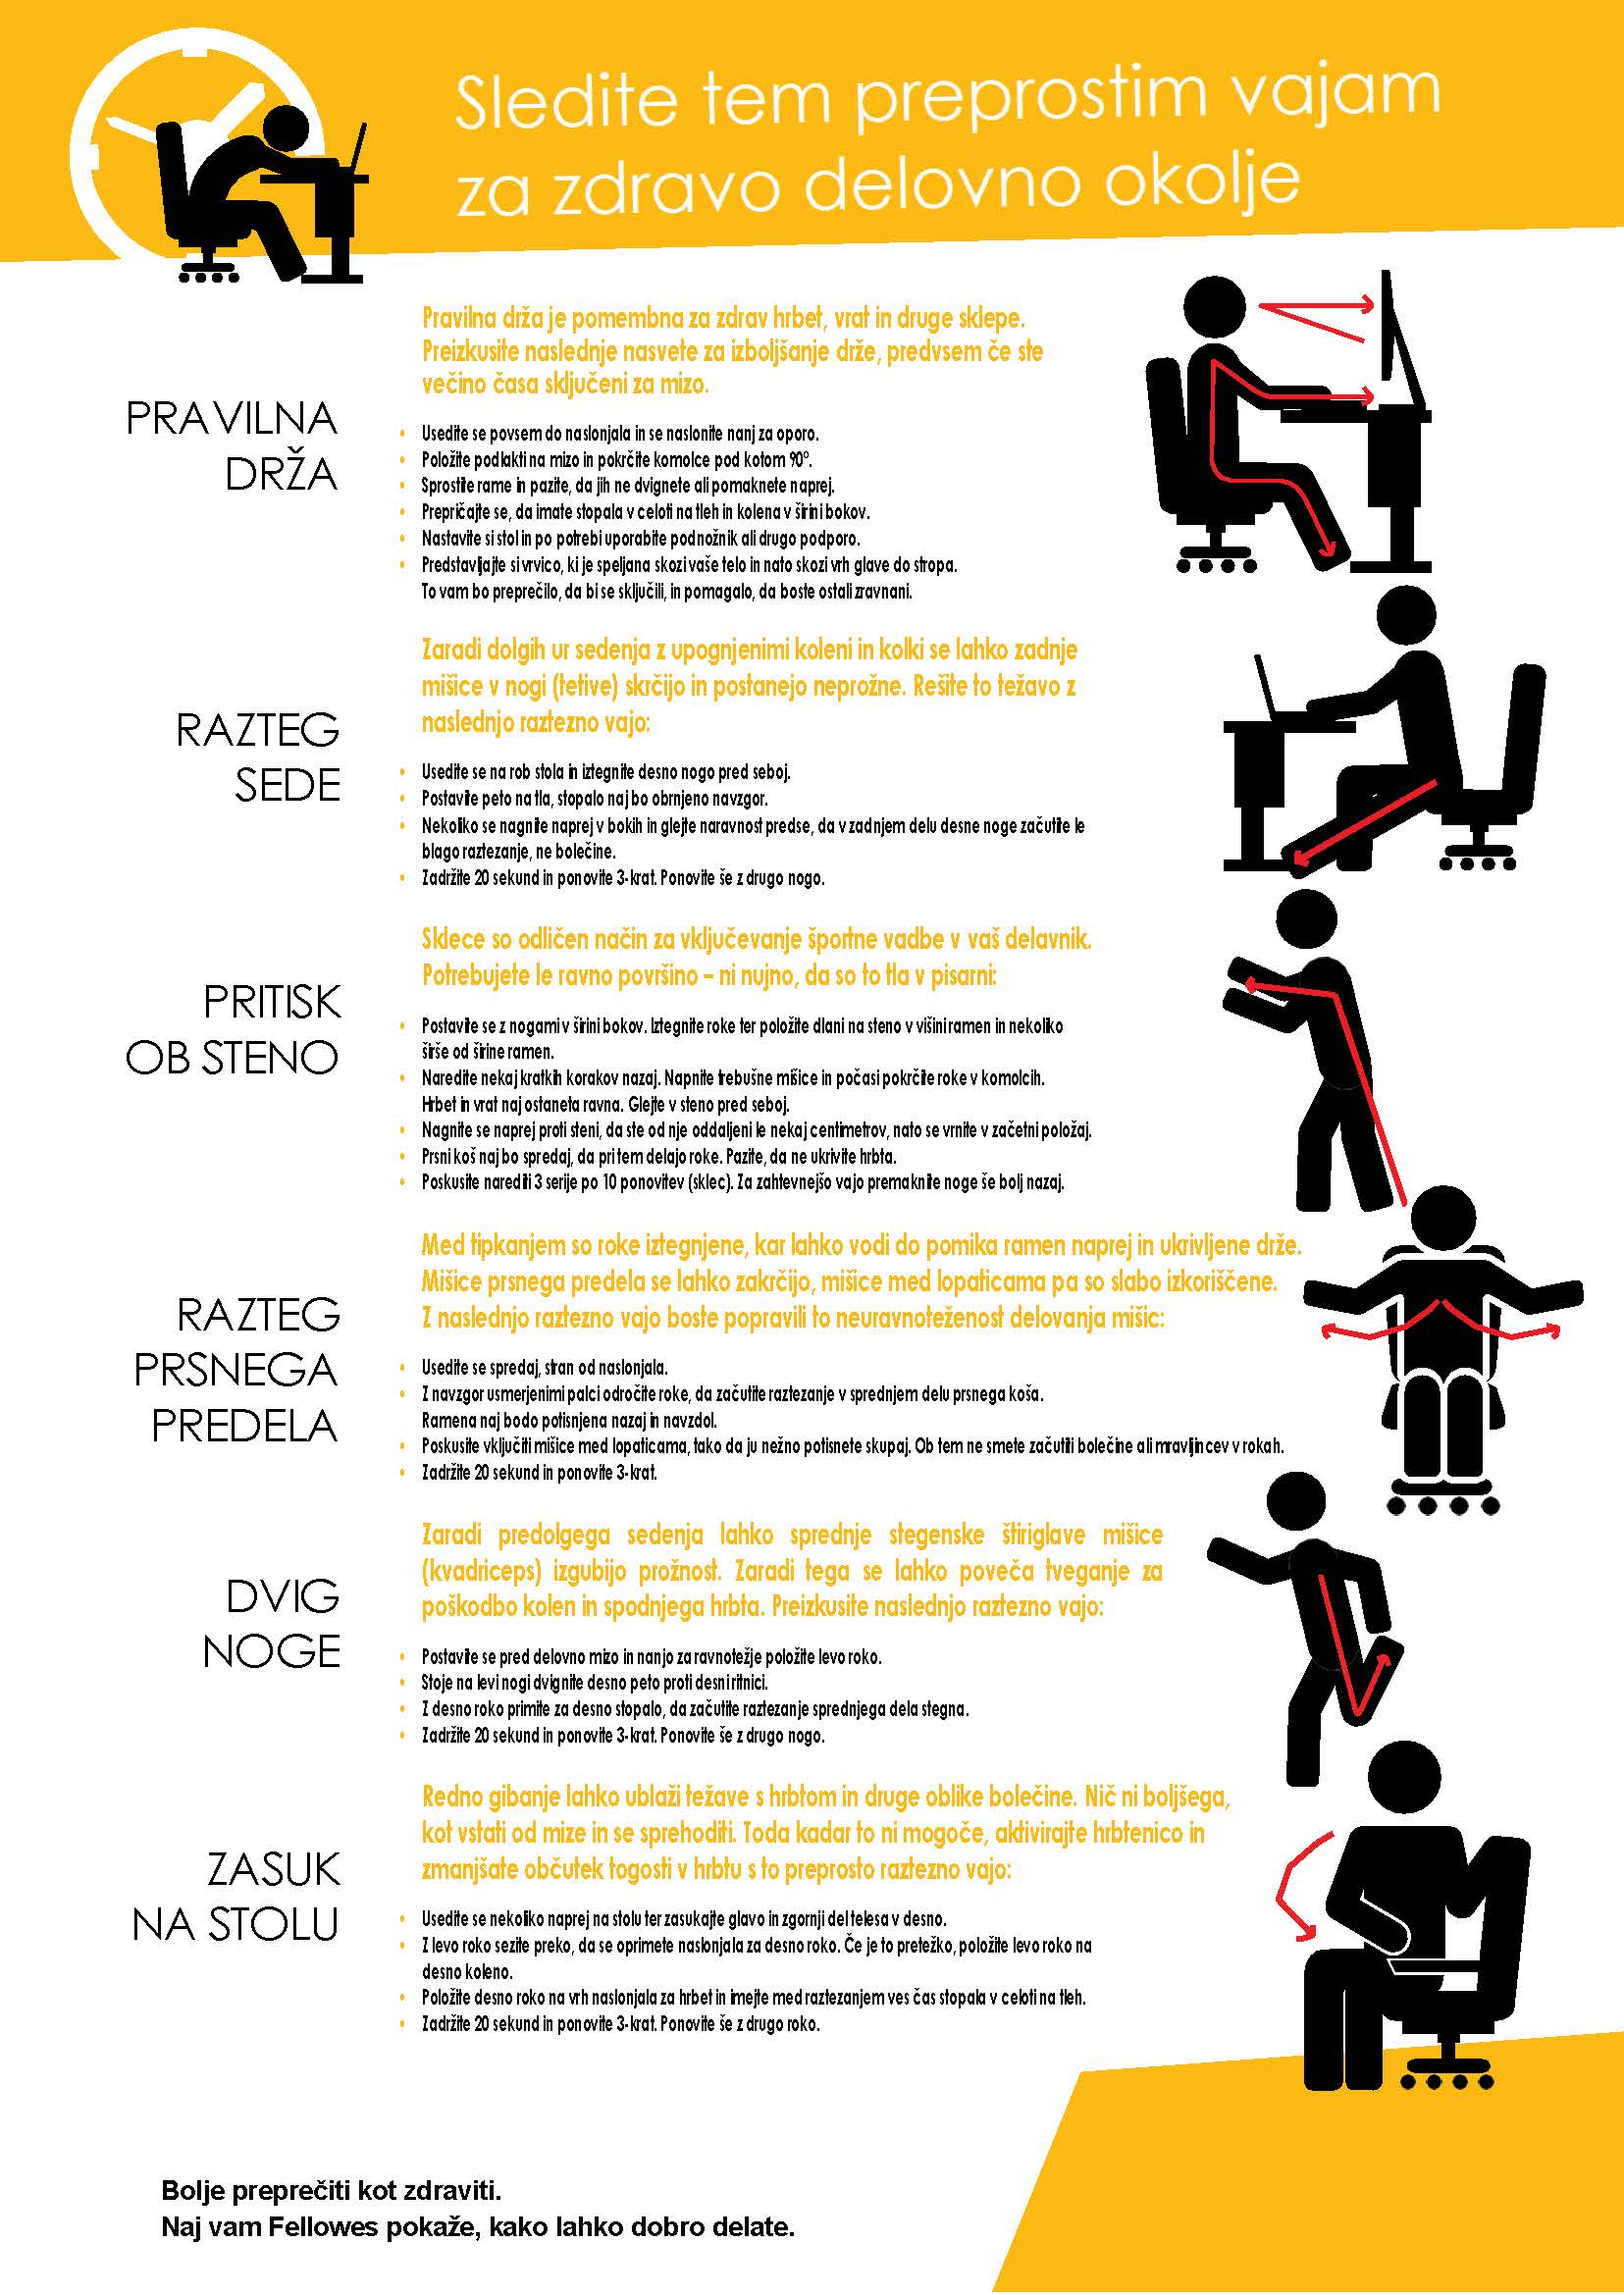 Sledite tem preprostim vajam
za zdravo delovno okolje
PRAVILNA
DRŽA
Pravilna drža je pomembna za zdrav hrbet, vrat in druge sklepe.
Preizkusite naslednje nasvete za izboljšanje drže, predvsem če ste
večino časa sključeni za mizo.
• Usedite se povsem do naslonjala in se naslonite nanj za oporo.
• Položite podlakti na mizo in pokrčite komolce pod kotom 90°.
• Sprostite rame in pazite, da jih ne dvignete ali pomaknete naprej.
• Prepričajte se, da imate stopala v celoti na tleh in kolena v širini bokov.
• Nastavite si stol in po potrebi uporabite podnožnik ali drugo podporo.
• Predstavljajte si vrvico, ki je speljana skozi vaše telo in nato skozi vrh glave do stropa.
To vam bo preprečilo, da bi se sključili, in pomagalo, da boste ostali zravnani.
RAZTEG
SEDE
Zaradi dolgih ur sedenja z upognjenimi koleni in kolki se lahko zadnje
mišice v nogi (tetive) skrčijo in postanejo neprožne. Rešite to težavo z
naslednjo raztezno vajo:
• Usedite se na rob stola in iztegnite desno nogo pred seboj.
• Postavite peto na tla, stopalo naj bo obrnjeno navzgor.
• Nekoliko se nagnite naprej v bokih in glejte naravnost predse, da v zadnjem delu desne noge začutite le
blago raztezanje, ne bolečine.
• Zadržite 20 sekund in ponovite 3-krat. Ponovite še z drugo nogo.
PRITISK
OB STENO
Sklece so odličen način za vključevanje športne vadbe v vaš delavnik.
Potrebujete le ravno površino – ni nujno, da so to tla v pisarni:
• Postavite se z nogami v širini bokov. Iztegnite roke ter položite dlani na steno v višini ramen in nekoliko
širše od širine ramen.
• Naredite nekaj kratkih korakov nazaj. Napnite trebušne mišice in počasi pokrčite roke v komolcih.
Hrbet in vrat naj ostaneta ravna. Glejte v steno pred seboj.
• Nagnite se naprej proti steni, da ste od nje oddaljeni le nekaj centimetrov, nato se vrnite v začetni položaj.
• Prsni koš naj bo spredaj, da pri tem delajo roke. Pazite, da ne ukrivite hrbta.
• Poskusite narediti 3 serije po 10 ponovitev (sklec). Za zahtevnejšo vajo premaknite noge še bolj nazaj.
RAZTEG
PRSNEGA
PREDELA
Med tipkanjem so roke iztegnjene, kar lahko vodi do pomika ramen naprej in ukrivljene drže.
Mišice prsnega predela se lahko zakrčijo, mišice med lopaticama pa so slabo izkoriščene.
Z naslednjo raztezno vajo boste popravili to neuravnoteženost delovanja mišic:
• Usedite se spredaj, stran od naslonjala.
• Z navzgor usmerjenimi palci odročite roke, da začutite raztezanje v sprednjem delu prsnega koša.
Ramena naj bodo potisnjena nazaj in navzdol.
• Poskusite vključiti mišice med lopaticama, tako da ju nežno potisnete skupaj. Ob tem ne smete začutiti bolečine ali mravljincev v rokah.
• Zadržite 20 sekund in ponovite 3-krat.
DVIG
NOGE
Zaradi predolgega sedenja lahko sprednje stegenske štiriglave mišice
(kvadriceps) izgubijo prožnost. Zaradi tega se lahko poveča tveganje za
poškodbo kolen in spodnjega hrbta. Preizkusite naslednjo raztezno vajo:
• Postavite se pred delovno mizo in nanjo za ravnotežje položite levo roko.
• Stoje na levi nogi dvignite desno peto proti desni ritnici.
• Z desno roko primite za desno stopalo, da začutite raztezanje sprednjega dela stegna.
• Zadržite 20 sekund in ponovite 3-krat. Ponovite še z drugo nogo.
ZASUK
NA STOLU
Redno gibanje lahko ublaži težave s hrbtom in druge oblike bolečine. Nič ni boljšega,
kot vstati od mize in se sprehoditi. Toda kadar to ni mogoče, aktivirajte hrbtenico in
zmanjšate občutek togosti v hrbtu s to preprosto raztezno vajo:
• Usedite se nekoliko naprej na stolu ter zasukajte glavo in zgornji del telesa v desno.
• Z levo roko sezite preko, da se oprimete naslonjala za desno roko. Če je to pretežko, položite levo roko na
desno koleno.
• Položite desno roko na vrh naslonjala za hrbet in imejte med raztezanjem ves čas stopala v celoti na tleh.
• Zadržite 20 sekund in ponovite 3-krat. Ponovite še z drugo roko.
Bolje preprečiti kot zdraviti.
Naj vam Fellowes pokaže, kako lahko dobro delate.